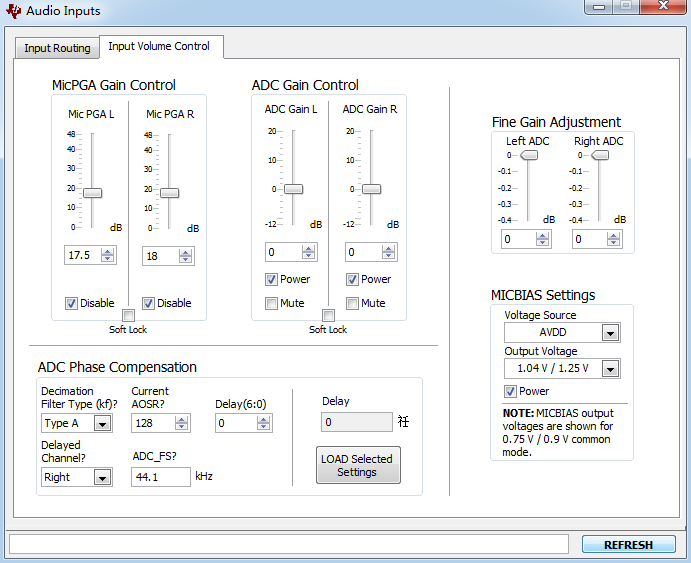 Audio Inputs
Input Routing
Input Volume Control
MicPGA Gain Control
Mic PGA L
Mic PGA R
48
40
30
20
10
0
48
40
30
20
10
0
dB
dB
17.5
18
Disable
Disable
Soft Lock
ADC Gain Control
ADC Gain L
ADC Gain R
20
0
-12
20
0
-12
dB
dB
0
0
Power
Power
Mute
Mute
Soft Lock
Fine Gain Adjustment
Left ADC
Right ADC
0
-0.1
-0.2
-0.3
-0.4
0
-0.1
-0.2
-0.3
-0.4
dB
dB
0
0
MICBIAS Settings
Voltage Source
AVDD
Output Voltage
1.04 V / 1.25 V
Power
NOTE: MICBIAS output
voltages are shown for
0.75 V / 0.9 V common
mode.
ADC Phase Compensation
Decimation
Filter Type (kf)?
Type A
Current
AOSR?
128
Delay(6:0)
0
Delayed
Channel?
Right
ADC_FS?
44.1
kHz
Delay
0
LOAD Selected
Settings
REFRESH